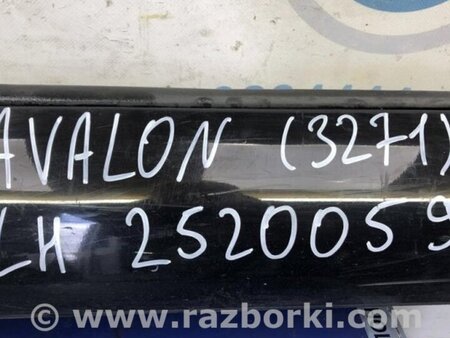 AVALON (3271)
LH 2520059
© www.razborki.com